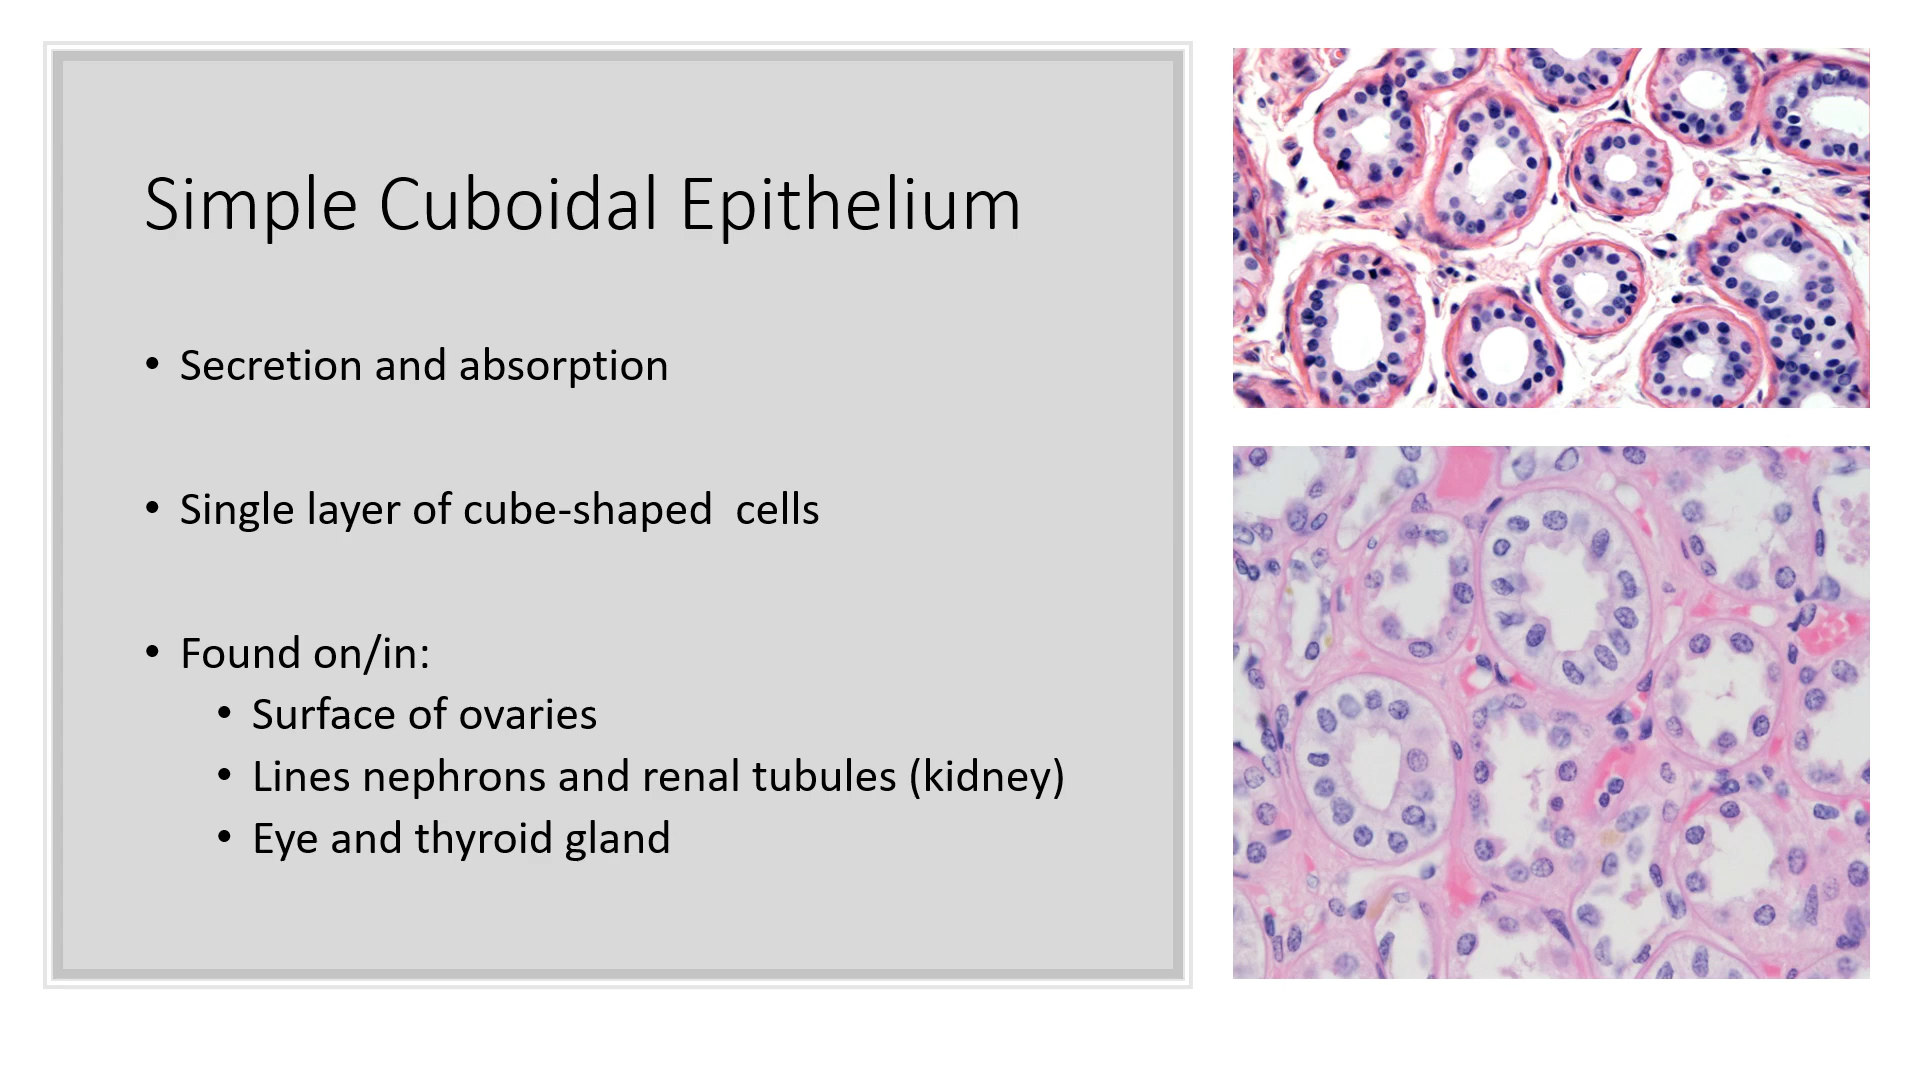 Simple Cuboidal Epithelium
• Secretion and absorption
• Single layer of cube-shaped  cells
• Found on/in:
• Surface of ovaries
• Lines nephrons and renal tubules (kidney)
• Eye and thyroid gland